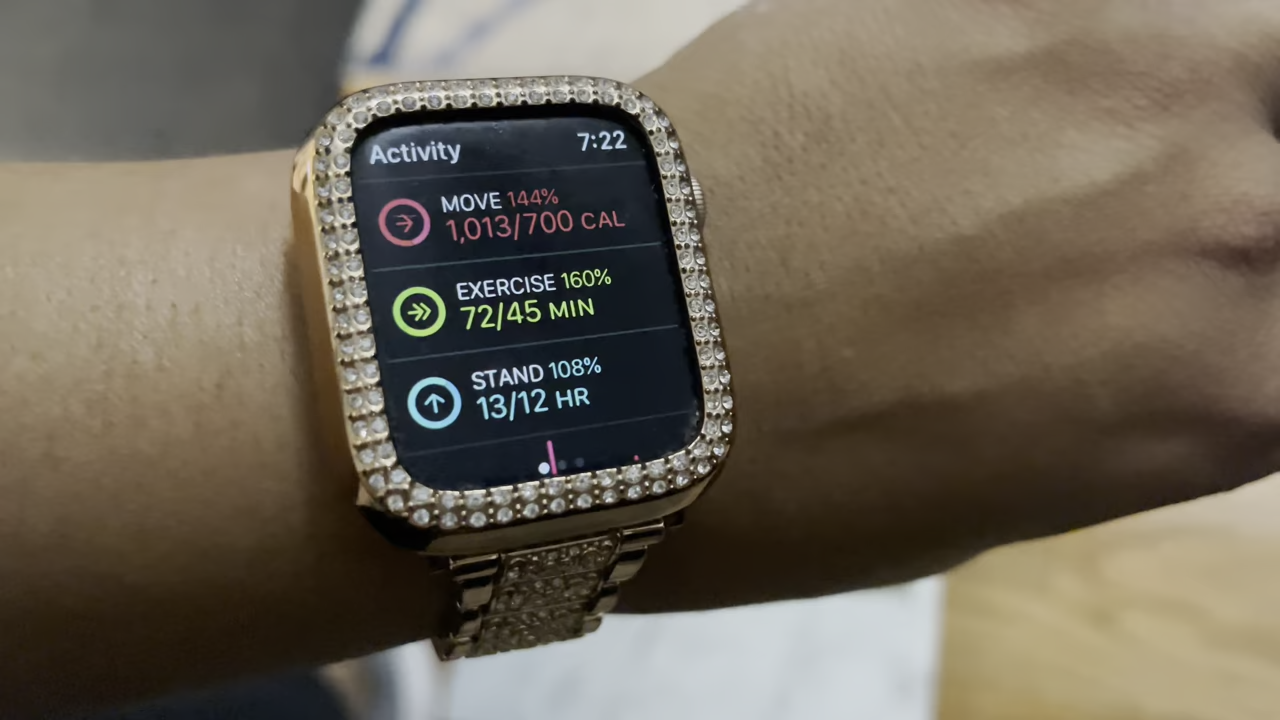 Activity 7:22
MOVE 144%
1,013/700 CAL
EXERCISE 160%
72/45 MIN
STAND 108%
13/12 HR